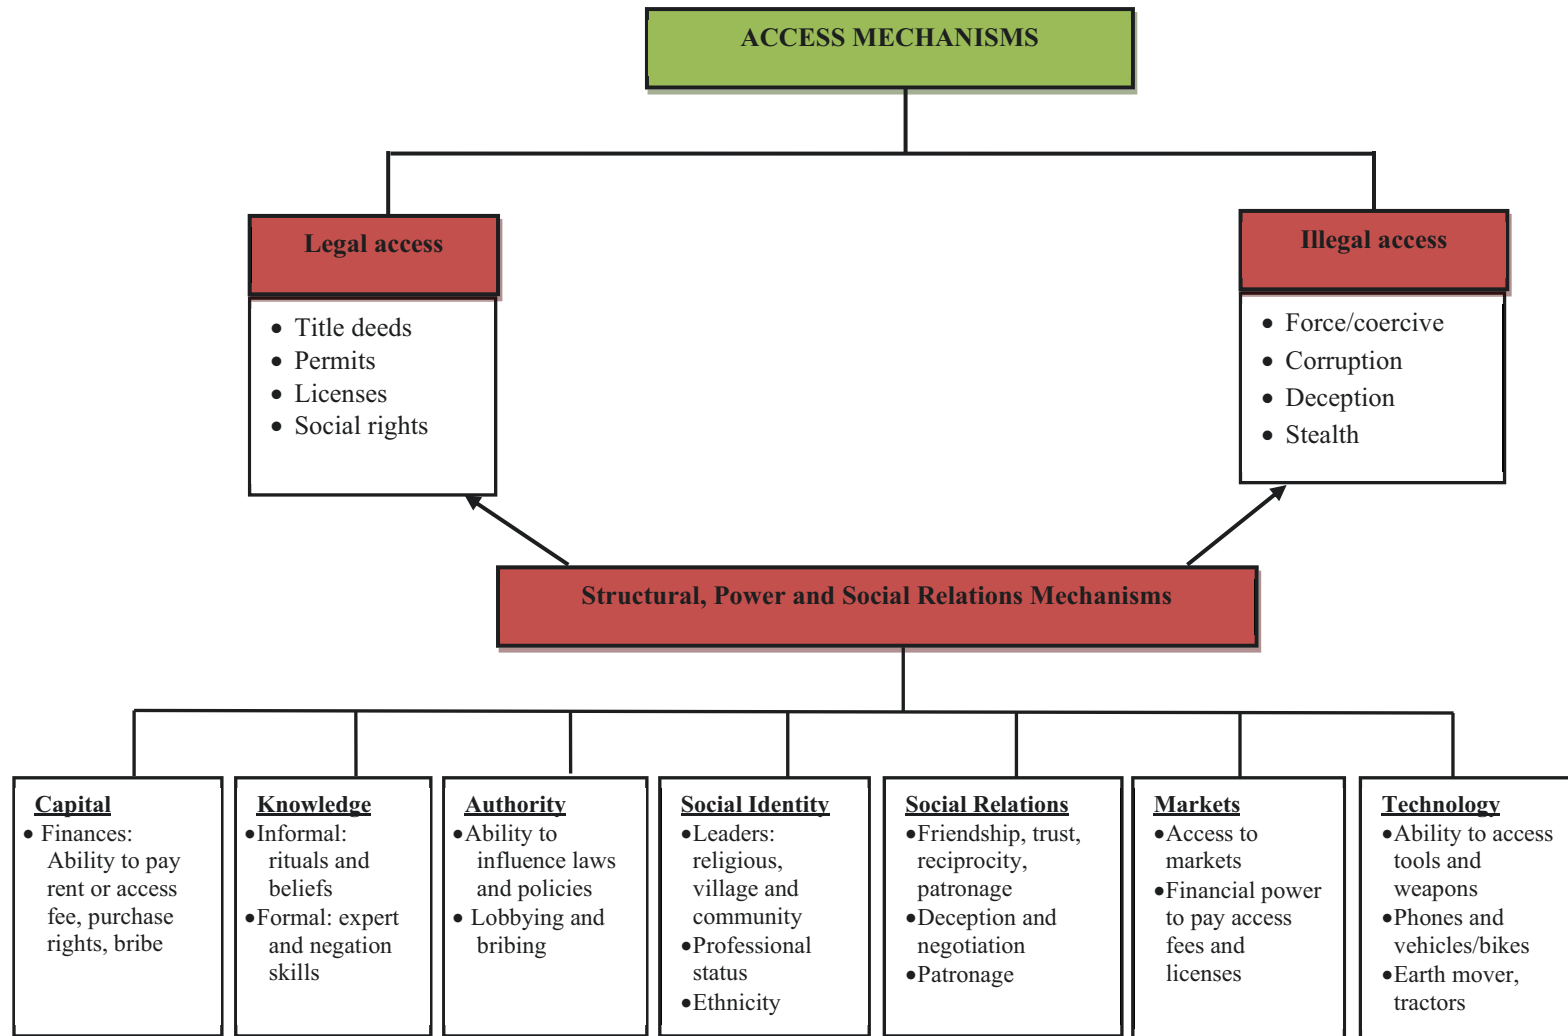 ACCESS MECHANISMS
Legal access
• Title deeds
• Permits
• Licenses
• Social rights
Illegal access
• Force/coercive
• Corruption
• Deception
• Stealth
Structural, Power and Social Relations Mechanisms
Capital
• Finances:
Ability to pay
rent or access
fee, purchase
rights, bribe
Knowledge
•Informal:
rituals and
beliefs
•Formal: expert
and negation
skills
Authority
•Ability to
influence laws
and policies
• Lobbying and
bribing
Social Identity
•Leaders:
religious,
village and
community
•Professional
status
•Ethnicity
Social Relations
•Friendship, trust,
reciprocity,
patronage
•Deception and
negotiation
•Patronage
Markets
•Access to
markets
•Financial power
to pay access
fees and
licenses
Technology
•Ability to access
tools and
weapons
•Phones and
vehicles/bikes
•Earth mover,
tractors